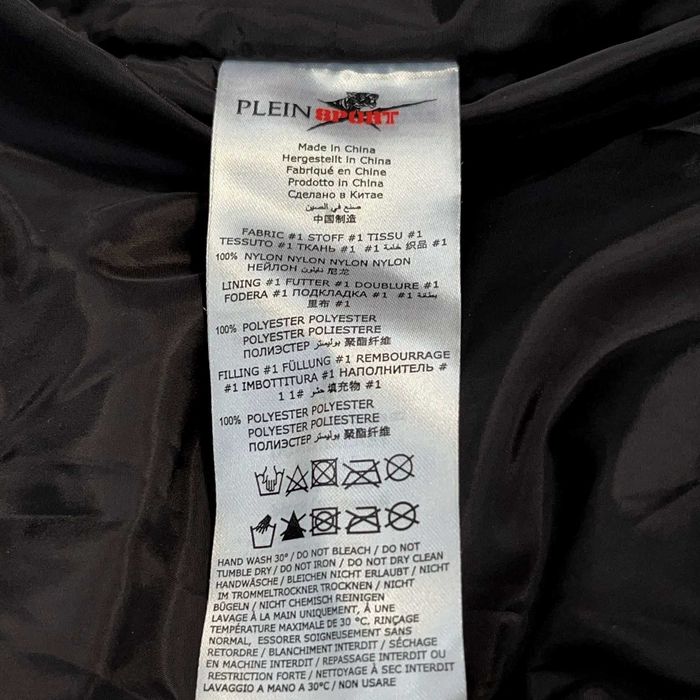 PLEIN SPORT
Made in China
Hergestellt in China
Fabriqué en Chine
Prodotto in China
Сделано в Китае
صنع في الصين
中国制造
FABRIC #1 STOFF #1 TISSU #1
TESSUTO #1 ТКАНЬ #1 #1 خامة 织品 #1
100% NYLON NYLON NYLON NYLON
НЕЙЛОН نايلون 尼龙
LINING #1 FUTTER #1 DOUBLURE #1
FODERA #1 ПОДКЛАДКА #1 #1 بطانة
里布 #1
100% POLYESTER POLYESTER
POLYESTER POLIESTERE
ПОЛИЭСТЕР بوليستر 聚酯纤维
FILLING #1 FÜLLUNG #1 REMBOURRAGE
#1 IMBOTTITURA #1 НАПОЛНИТЕЛЬ #
1 1# حشو 填充物 #1
100% POLYESTER POLYESTER
POLYESTER POLIESTERE
ПОЛИЭСТЕР بوليستر 聚酯纤维
HAND WASH 30° / DO NOT BLEACH / DO NOT
TUMBLE DRY / DO NOT IRON / DO NOT DRY CLEAN
HANDWÄSCHE / BLEICHEN NICHT ERLAUBT / NICHT
IM TROMMELTROCKNER TROCKNEN / NICHT
BÜGELN / NICHT CHEMISCH REINIGEN
LAVAGE À LA MAIN UNIQUEMENT, À UNE
TEMPÉRATURE MAXIMALE DE 30 °C. RINÇAGE
NORMAL, ESSORER SOIGNEUSEMENT SANS
RETORDRE / BLANCHIMENT INTERDIT / SÉCHAGE
EN MACHINE INTERDIT / REPASSAGE INTERDIT OU
RESTRICTION FORTE / NETTOYAGE À SEC INTERDIT
LAVAGGIO A MANO A 30°C / NON USARE